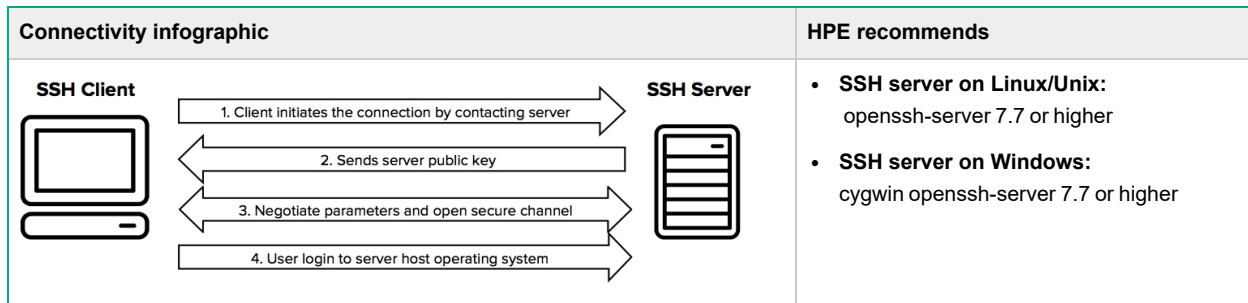 Connectivity infographic
HPE recommends
SSH Client
SSH Server
1. Client initiates the connection by contacting server
2. Sends server public key
3. Negotiate parameters and open secure channel
4. User login to server host operating system
• SSH server on Linux/Unix:
openssh-server 7.7 or higher
• SSH server on Windows:
cygwin openssh-server 7.7 or higher